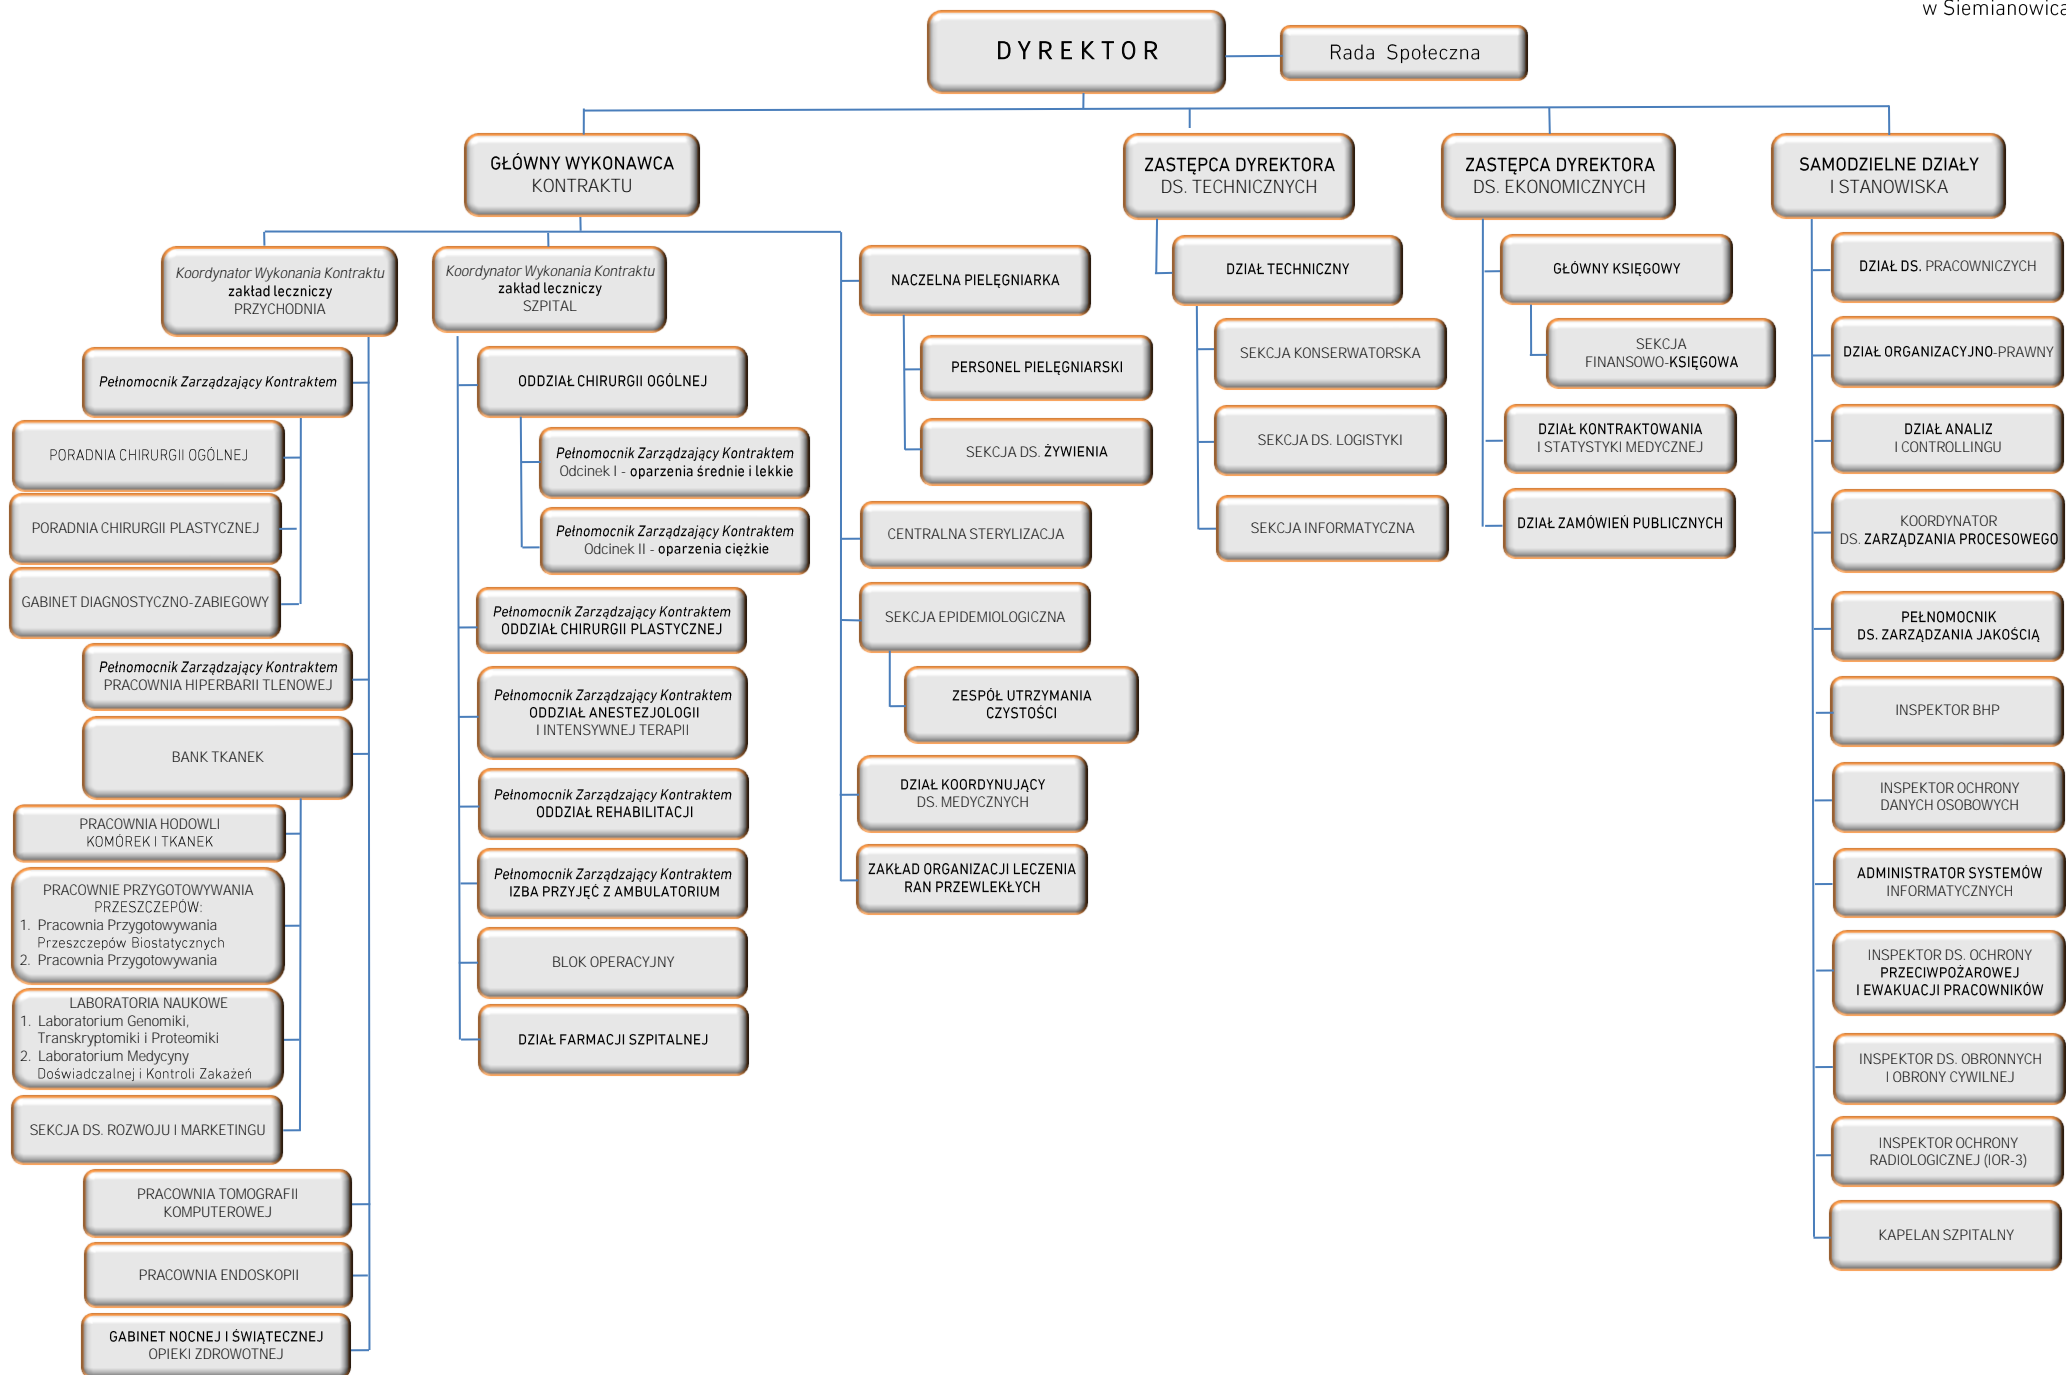 w Siemianowica
DYREKTOR
Rada Społeczna
GŁÓWNY WYKONAWCA
KONTRAKTU
ZASTĘPCA DYREKTORA
DS. TECHNICZNYCH
ZASTĘPCA DYREKTORA
DS. EKONOMICZNYCH
SAMODZIELNE DZIAŁY
I STANOWISKA
Koordynator Wykonania Kontraktu
zakład leczniczy
PRZYCHODNIA
Pełnomocnik Zarządzający Kontraktem
PORADNIA CHIRURGII OGÓLNEJ
PORADNIA CHIRURGII PLASTYCZNEJ
GABINET DIAGNOSTYCZNO-ZABIEGOWY
Pełnomocnik Zarządzający Kontraktem
PRACOWNIA HIPERBARII TLENOWEJ
BANK TKANEK
PRACOWNIA HODOWLI
KOMÓREK I TKANEK
PRACOWNIE PRZYGOTOWYWANIA
PRZESZCZEPÓW:
1. Pracownia Przygotowywania
Przeszczepów Biostatycznych
2. Pracownia Przygotowywania
LABORATORIA NAUKOWE
1. Laboratorium Genomiki,
Transkryptomiki i Proteomiki
2. Laboratorium Medycyny
Doświadczalnej i Kontroli Zakażeń
SEKCJA DS. ROZWOJU I MARKETINGU
PRACOWNIA TOMOGRAFII
KOMPUTEROWEJ
PRACOWNIA ENDOSKOPII
GABINET NOCNEJ I ŚWIĄTECZNEJ
OPIEKI ZDROWOTNEJ
Koordynator Wykonania Kontraktu
zakład leczniczy
SZPITAL
ODDZIAŁ CHIRURGII OGÓLNEJ
Pełnomocnik Zarządzający Kontraktem
Odcinek I - oparzenia średnie i lekkie
Pełnomocnik Zarządzający Kontraktem
Odcinek II - oparzenia ciężkie
Pełnomocnik Zarządzający Kontraktem
ODDZIAŁ CHIRURGII PLASTYCZNEJ
Pełnomocnik Zarządzający Kontraktem
ODDZIAŁ ANESTEZJOLOGII
I INTENSYWNEJ TERAPII
Pełnomocnik Zarządzający Kontraktem
ODDZIAŁ REHABILITACJI
Pełnomocnik Zarządzający Kontraktem
IZBA PRZYJĘĆ Z AMBULATORIUM
BLOK OPERACYJNY
DZIAŁ FARMACJI SZPITALNEJ
NACZELNA PIELĘGNIARKA
PERSONEL PIELĘGNIARSKI
SEKCJA DS. ŻYWIENIA
CENTRALNA STERYLIZACJA
SEKCJA EPIDEMIOLOGICZNA
ZESPÓŁ UTRZYMANIA
CZYSTOŚCI
DZIAŁ KOORDYNUJĄCY
DS. MEDYCZNYCH
ZAKŁAD ORGANIZACJI LECZENIA
RAN PRZEWLEKŁYCH
DZIAŁ TECHNICZNY
SEKCJA KONSERWATORSKA
SEKCJA DS. LOGISTYKI
SEKCJA INFORMATYCZNA
GŁÓWNY KSIĘGOWY
SEKCJA
FINANSOWO-KSIĘGOWA
DZIAŁ KONTRAKTOWANIA
I STATYSTYKI MEDYCZNEJ
DZIAŁ ZAMÓWIEŃ PUBLICZNYCH
DZIAŁ DS. PRACOWNICZYCH
DZIAŁ ORGANIZACYJNO-PRAWNY
DZIAŁ ANALIZ
I CONTROLLINGU
KOORDYNATOR
DS. ZARZĄDZANIA PROCESOWEGO
PEŁNOMOCNIK
DS. ZARZĄDZANIA JAKOŚCIĄ
INSPEKTOR BHP
INSPEKTOR OCHRONY
DANYCH OSOBOWYCH
ADMINISTRATOR SYSTEMÓW
INFORMATYCZNYCH
INSPEKTOR DS. OCHRONY
PRZECIWPOŻAROWEJ
I EWAKUACJI PRACOWNIKÓW
INSPEKTOR DS. OBRONNYCH
I OBRONY CYWILNEJ
INSPEKTOR OCHRONY
RADIOLOGICZNEJ (IOR-3)
KAPELAN SZPITALNY